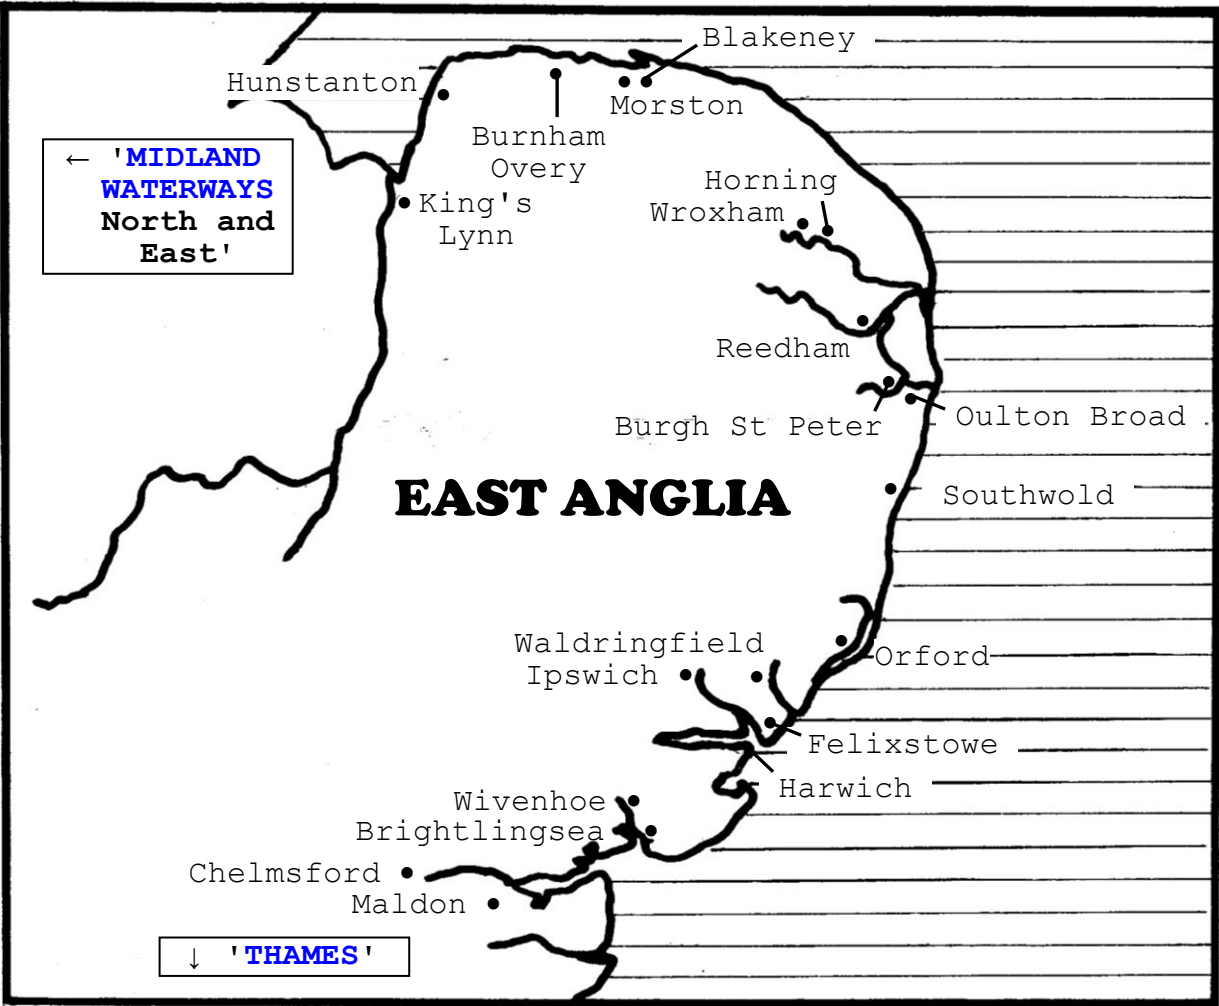 Blakeney
Hunstanton
Morston
Burnham
Overy
← 'MIDLAND
WATERWAYS
North and
East'
Horning
Wroxham
King's
Lynn
Reedham
Burgh St Peter
Oulton Broad
EAST ANGLIA
Southwold
Waldringfield
Ipswich
Orford
Felixstowe
Harwich
Wivenhoe
Brightlingsea
Chelmsford
Maldon
↓ 'THAMES'